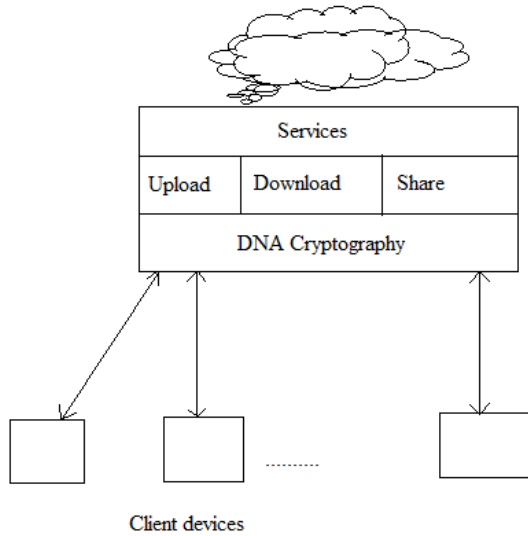 Services
Upload Download Share
DNA Cryptography
Client devices